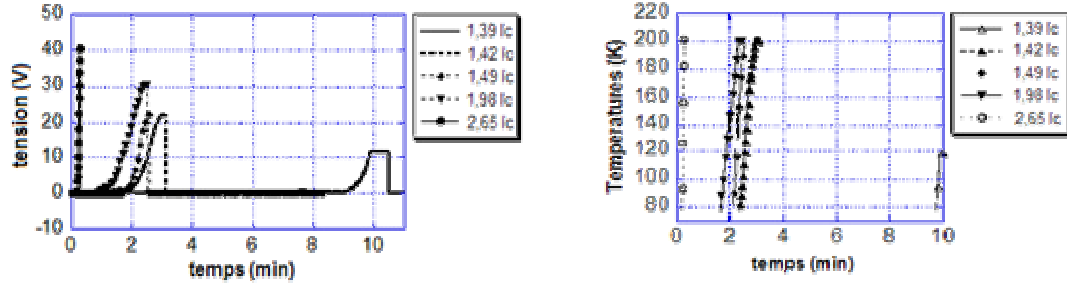 50
40
30
20
10
0
-10
0 2 4 6 8 10
tension (V)
temps (min)
1,39 Ic
1,42 Ic
1,49 Ic
1,98 Ic
2,65 Ic
220
200
180
160
140
120
100
80
0 2 4 6 8 10
Temperatures (K)
temps (min)
1,39 Ic
1,42 Ic
1,49 Ic
1,98 Ic
2,65 Ic